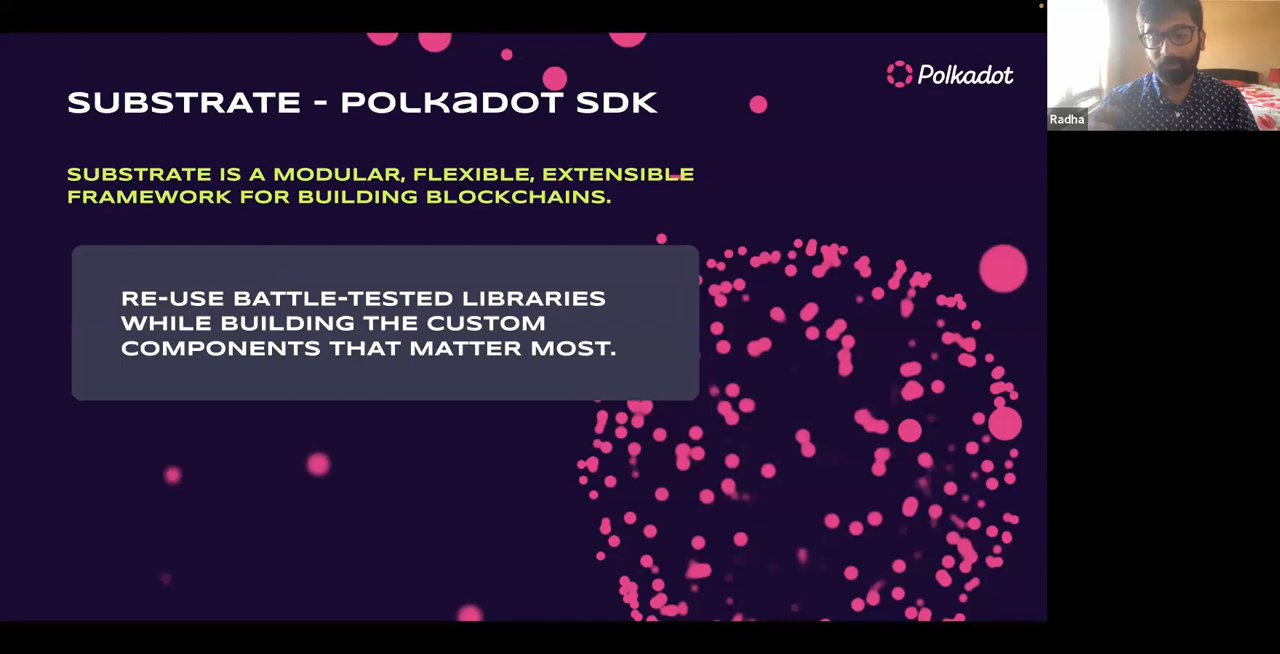 Polkadot
SUBSTRATE - POLKADOT SDK
SUBSTRATE IS A MODULAR, FLEXIBLE, EXTENSIBLE
FRAMEWORK FOR BUILDING BLOCKCHAINS.
RE-USE BATTLE-TESTED LIBRARIES
WHILE BUILDING THE CUSTOM
COMPONENTS THAT MATTER MOST.
Radha